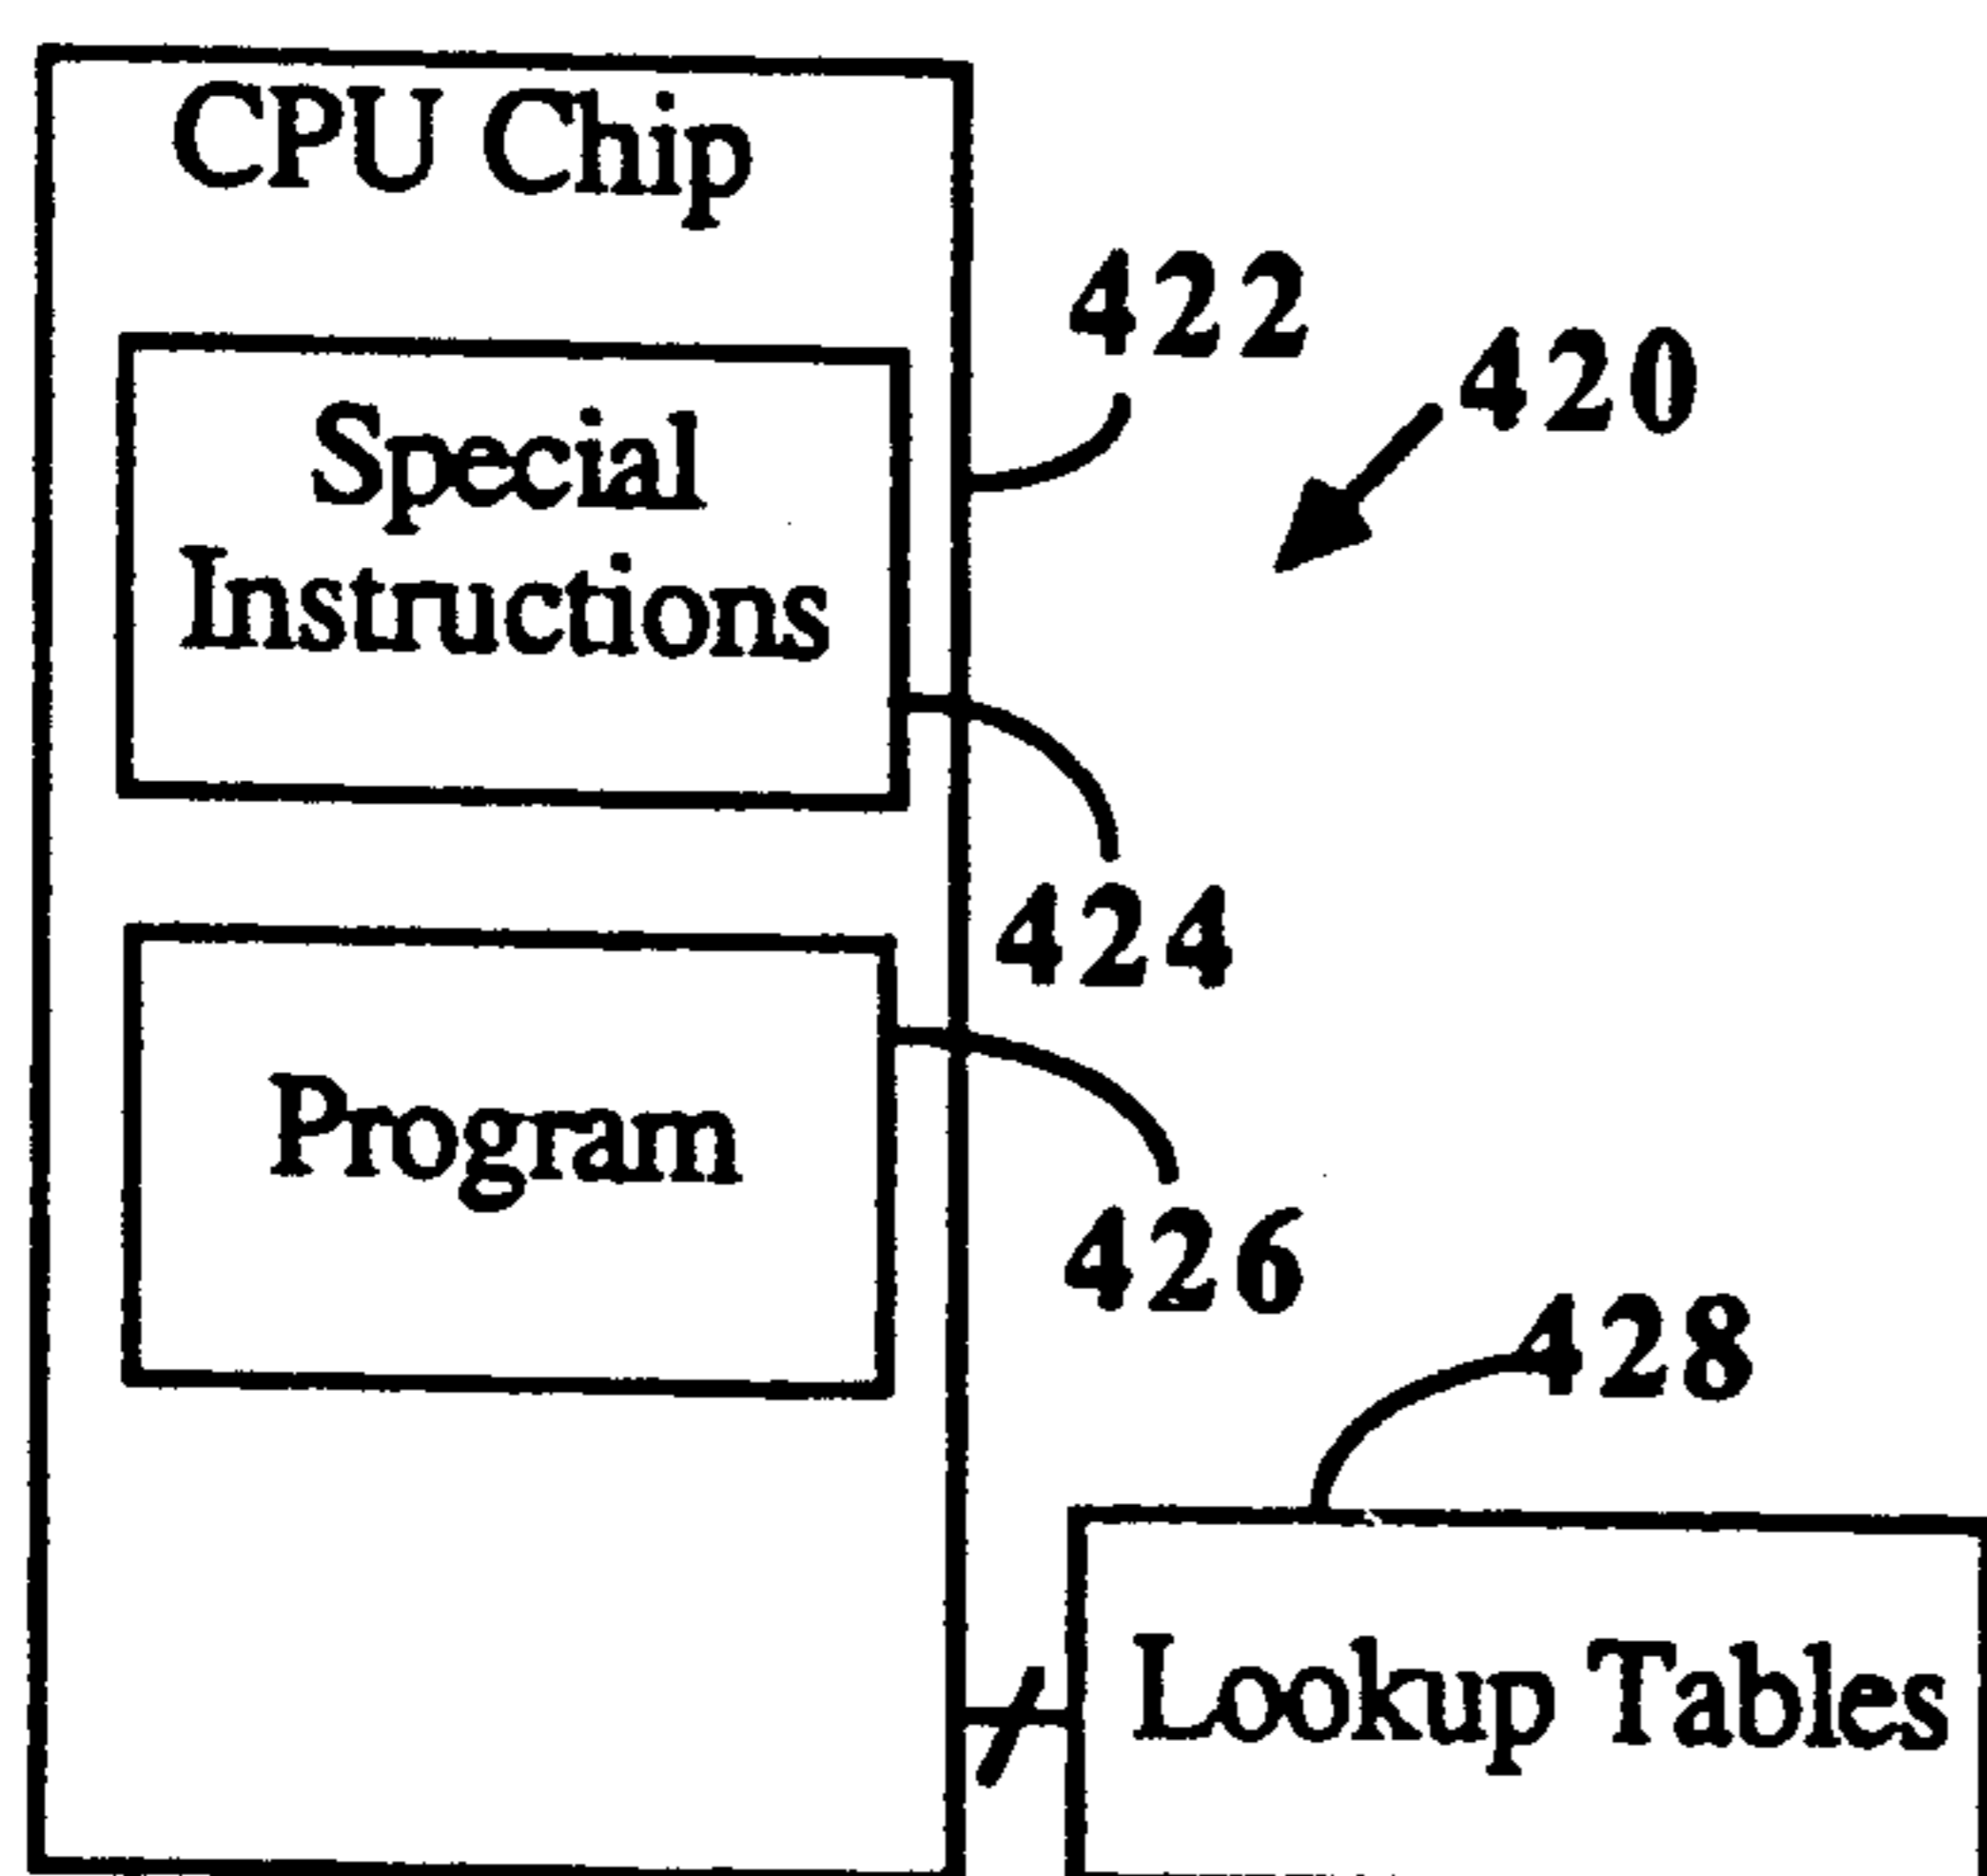 CPU Chip
422
420
Special
Instructions
424
Program
426
428
Lookup Tables